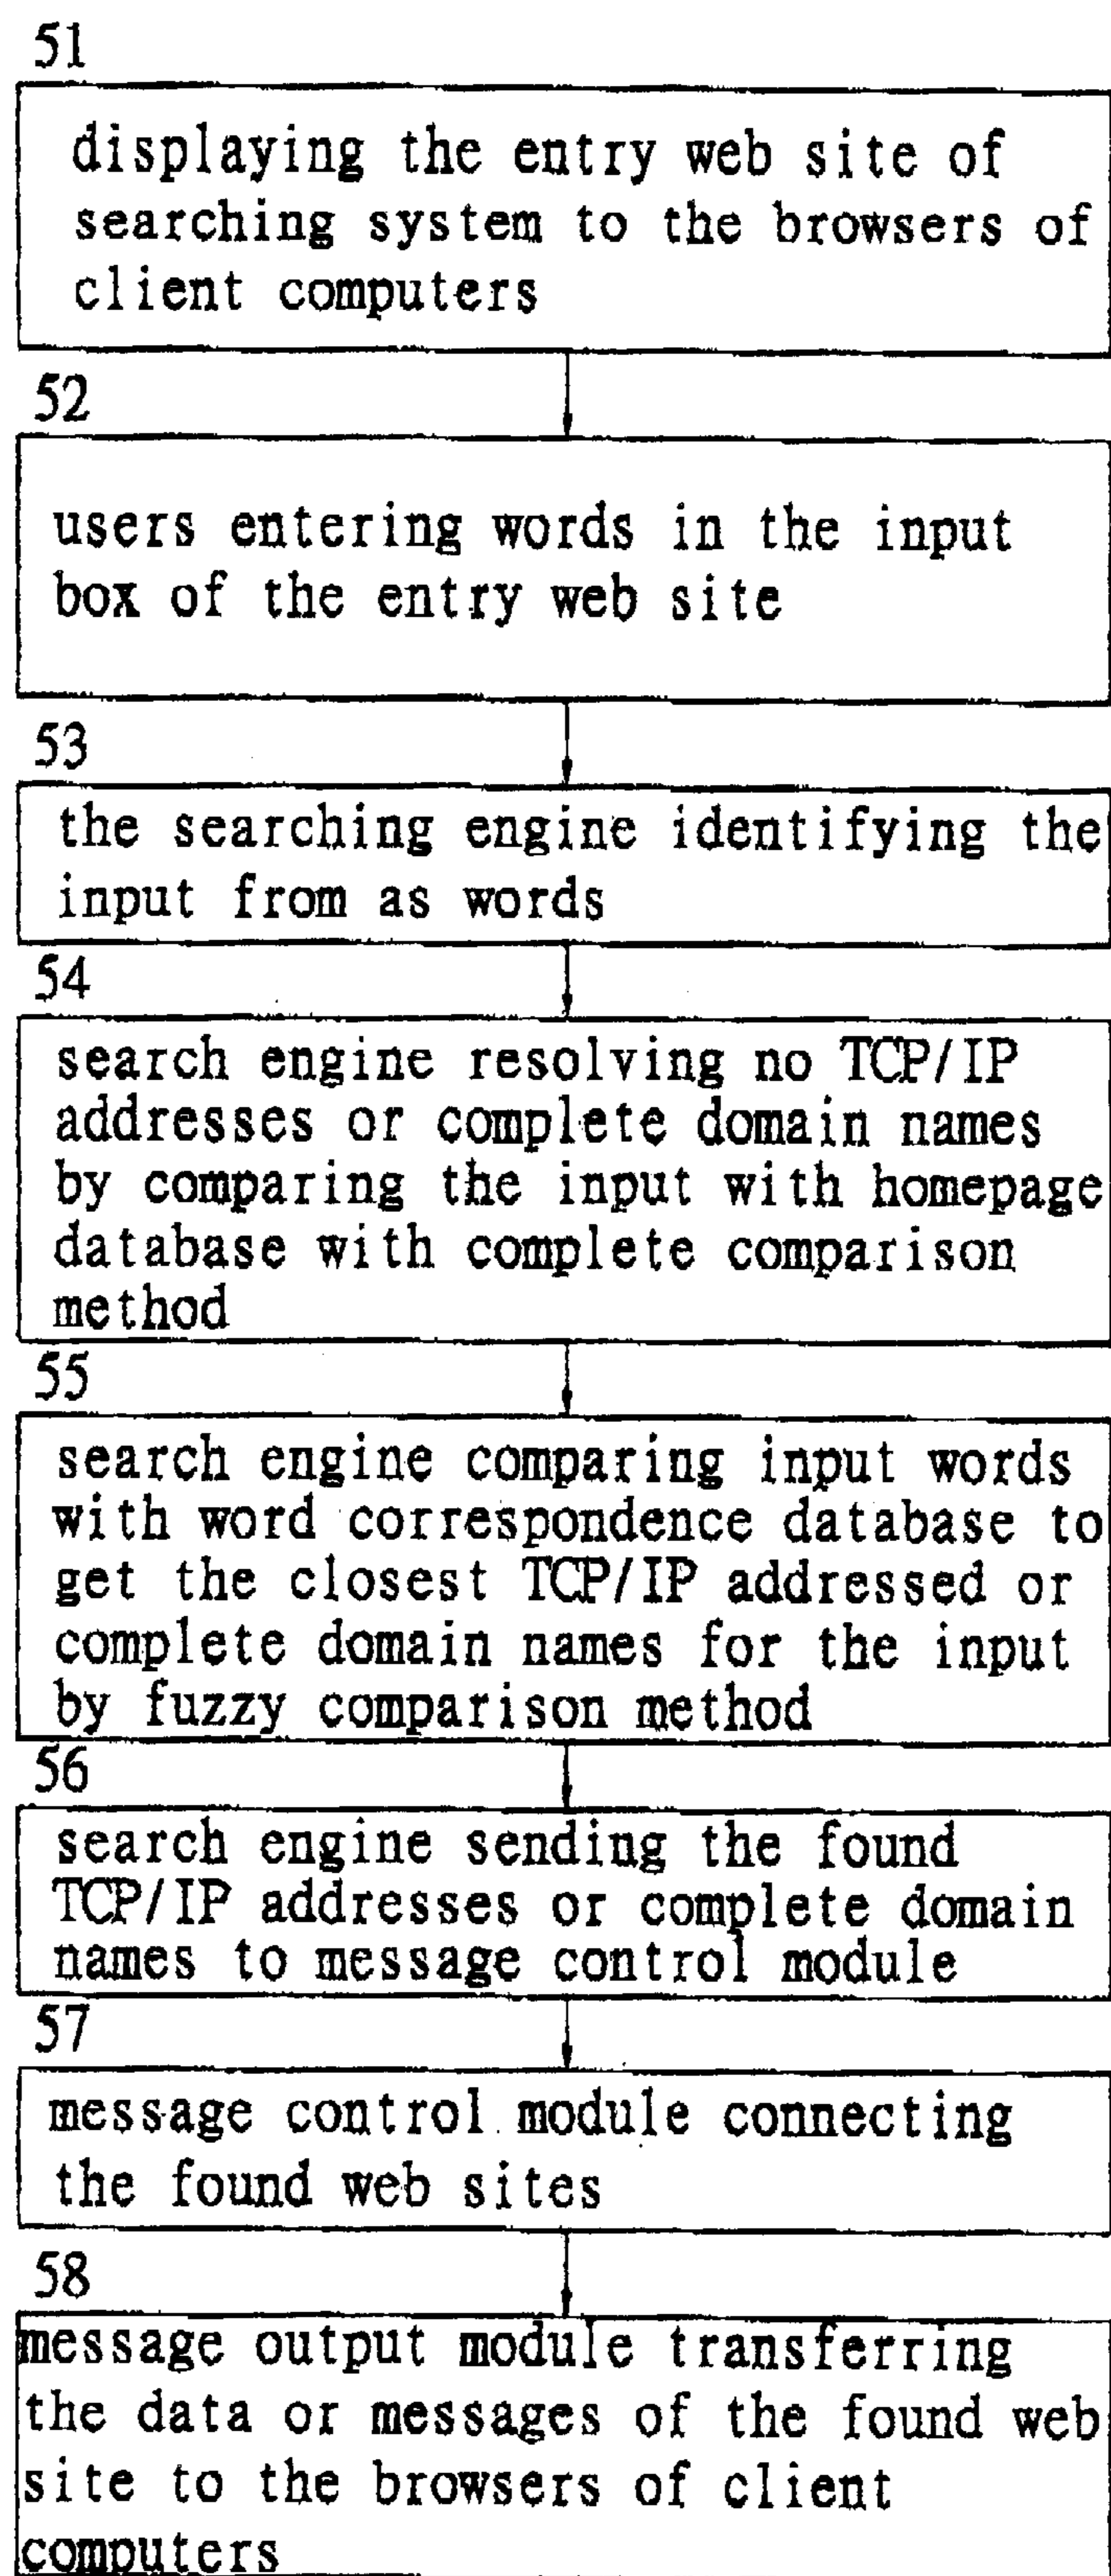 51
displaying the entry web site of
searching system to the browsers of
client computers
52
users entering words in the input
box of the entry web site
53
the searching engine identifying the
input from as words
54
search engine resolving no TCP/IP
addresses or complete domain names
by comparing the input with homepage
database with complete comparison
method
55
search engine comparing input words
with word correspondence database to
get the closest TCP/IP addressed or
complete domain names for the input
by fuzzy comparison method
56
search engine sending the found
TCP/IP addresses or complete domain
names to message control module
57
message control module connecting
the found web sites
58
message output module transferring
the data or messages of the found web
site to the browsers of client
computers